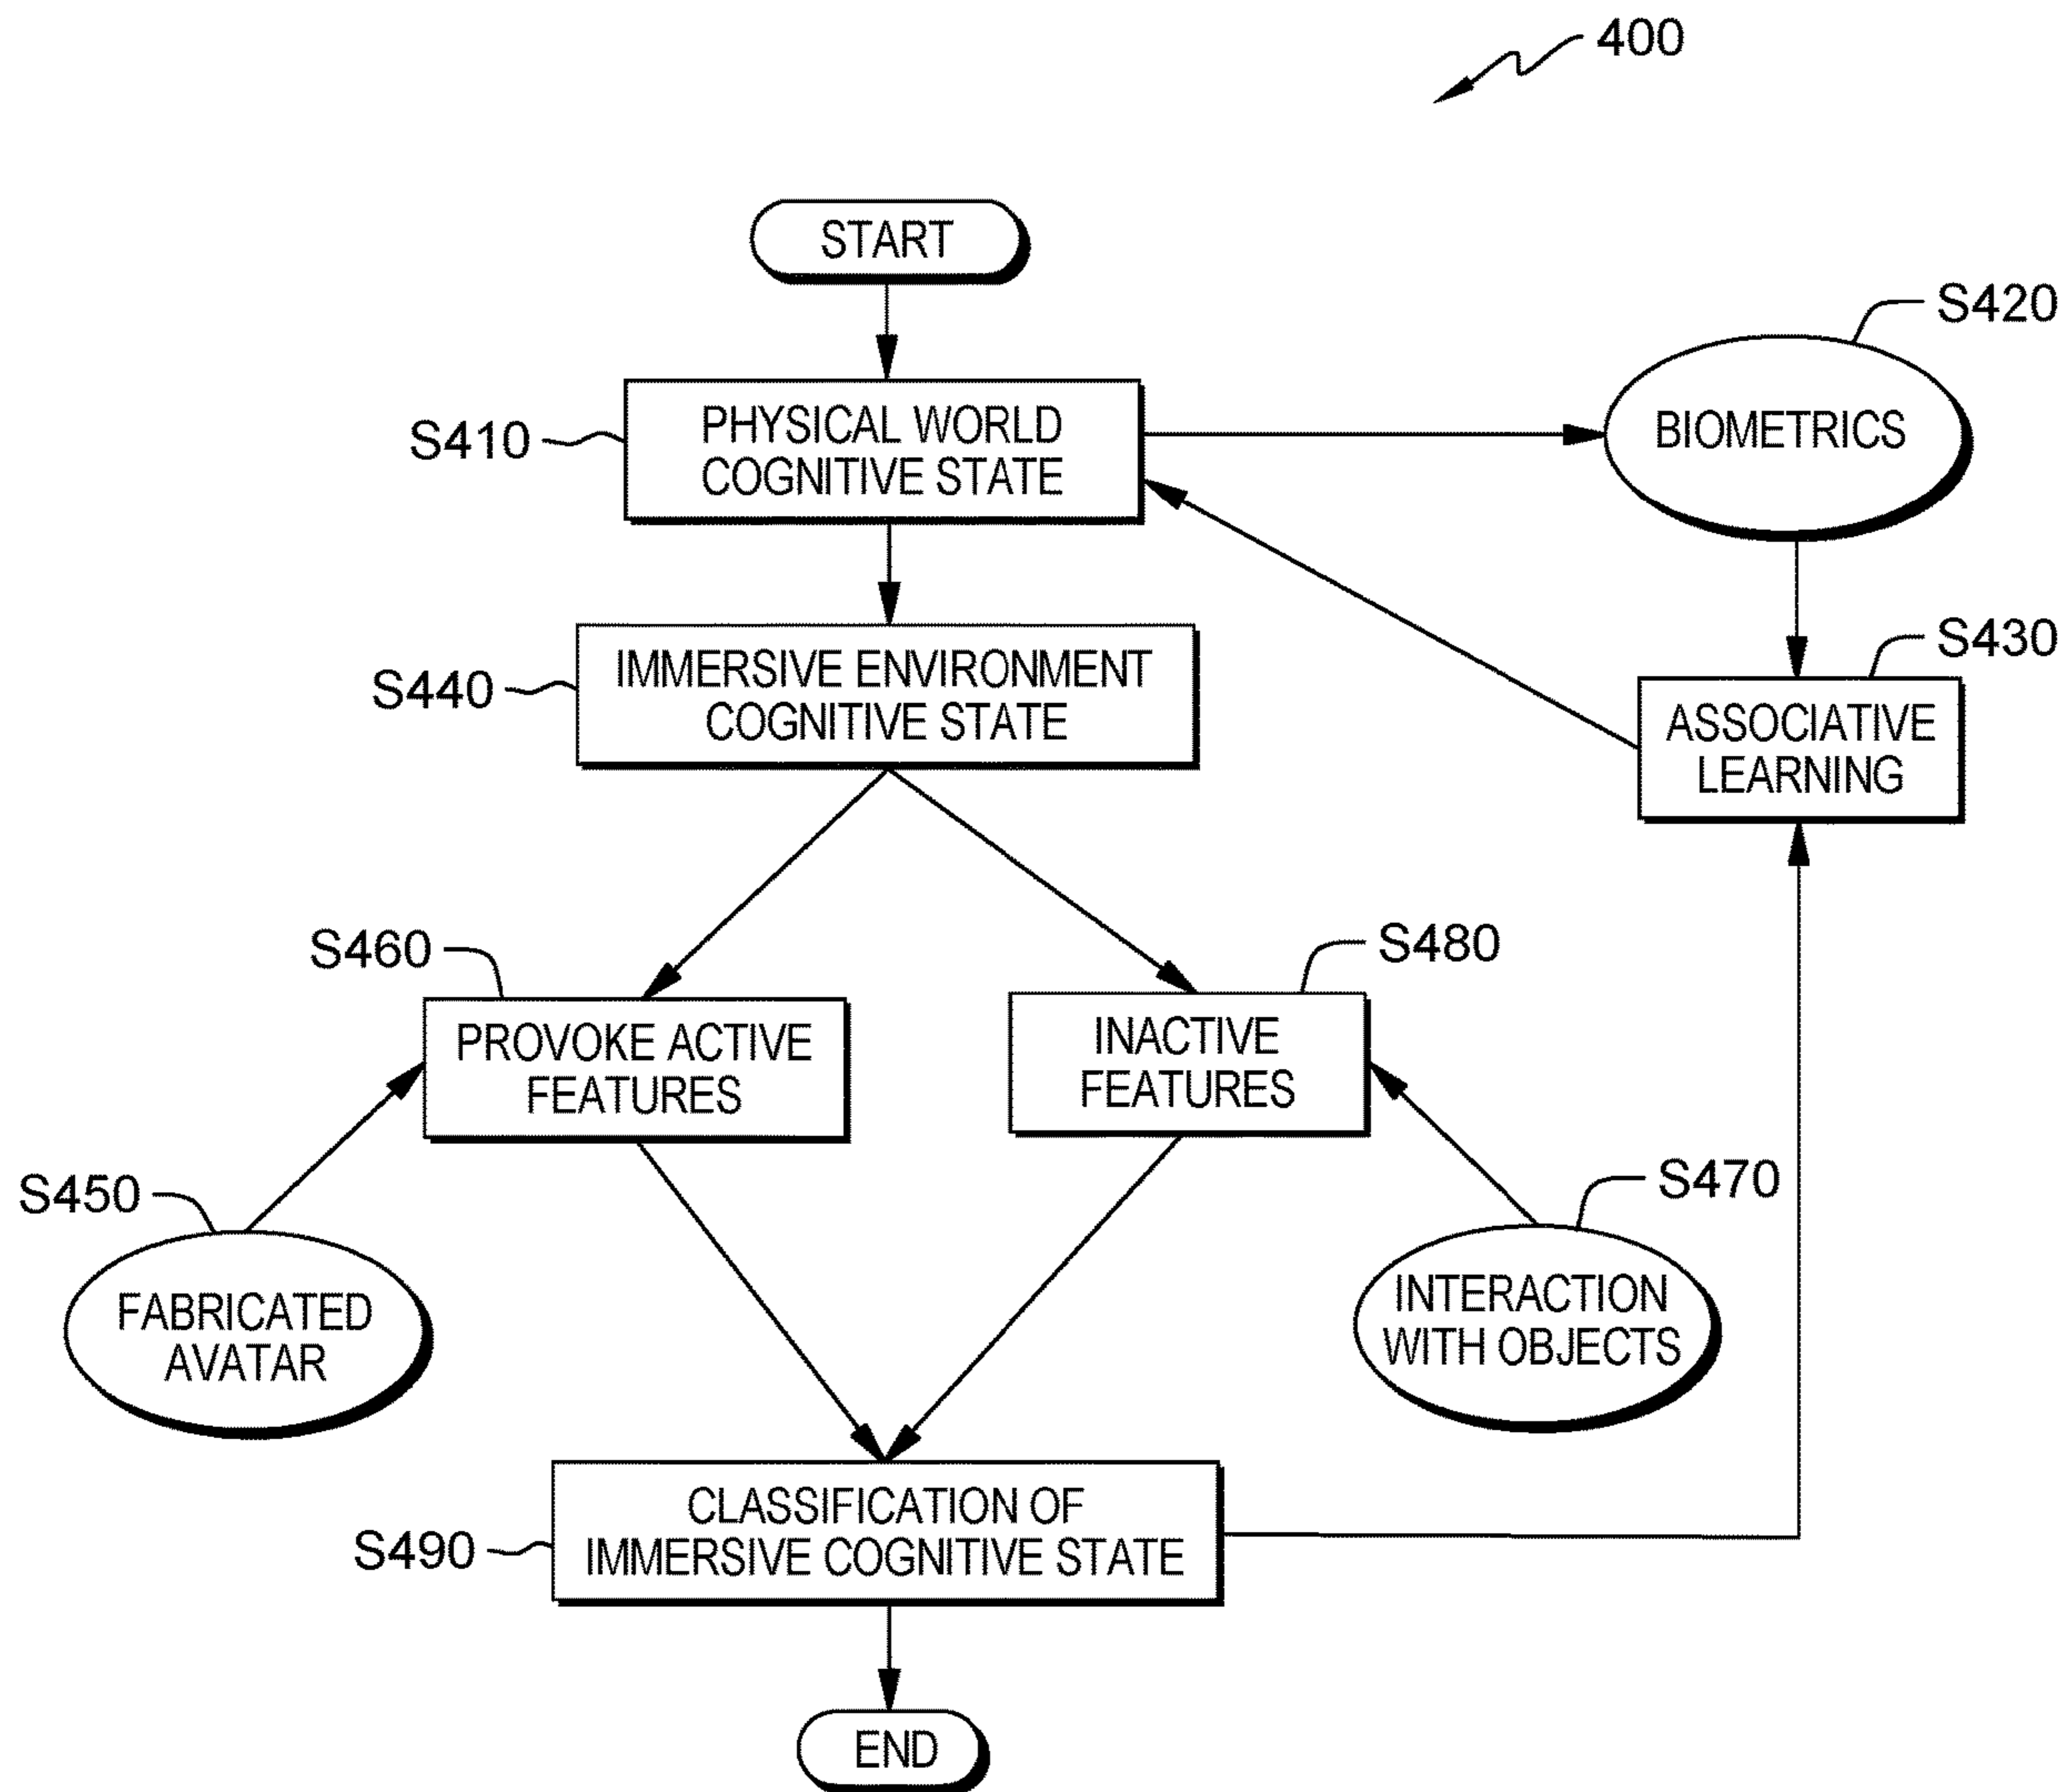 400
START
S420
BIOMETRICS
S410
PHYSICAL WORLD
COGNITIVE STATE
S430
ASSOCIATIVE
LEARNING
S440
IMMERSIVE ENVIRONMENT
COGNITIVE STATE
S460
PROVOKE ACTIVE
FEATURES
S480
INACTIVE
FEATURES
S450
FABRICATED
AVATAR
S470
INTERACTION
WITH OBJECTS
S490
CLASSIFICATION OF
IMMERSIVE COGNITIVE STATE
END